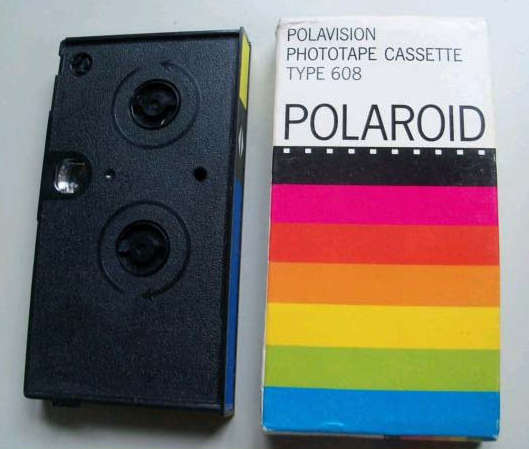 POLAVISION
PHOTOTAPE CASSETTE
TYPE 608
POLAROID